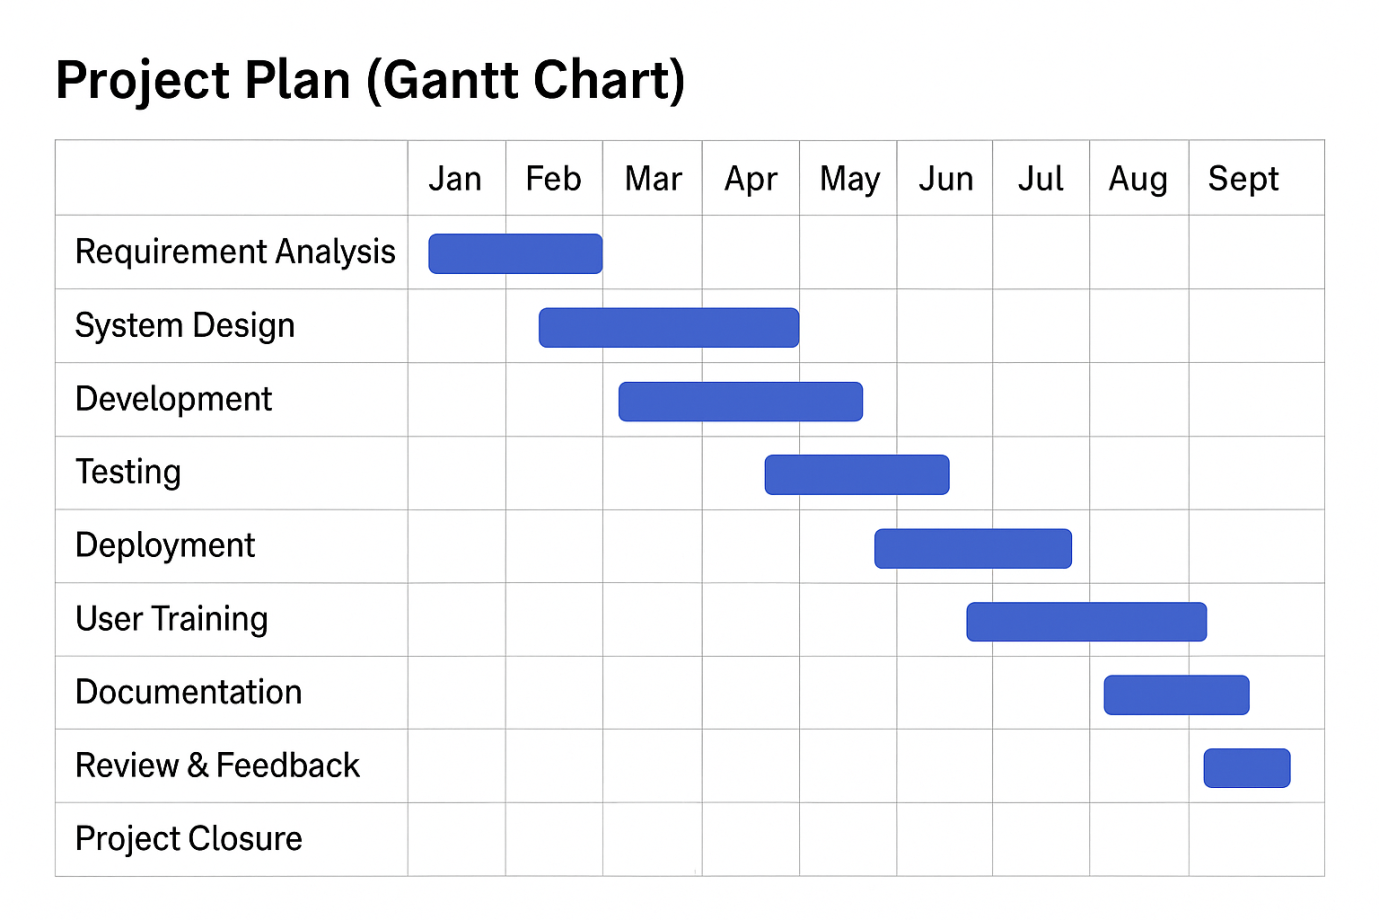 Project Plan (Gantt Chart)
Jan Feb Mar Apr May Jun Jul Aug Sept
Requirement Analysis
System Design
Development
Testing
Deployment
User Training
Documentation
Review & Feedback
Project Closure